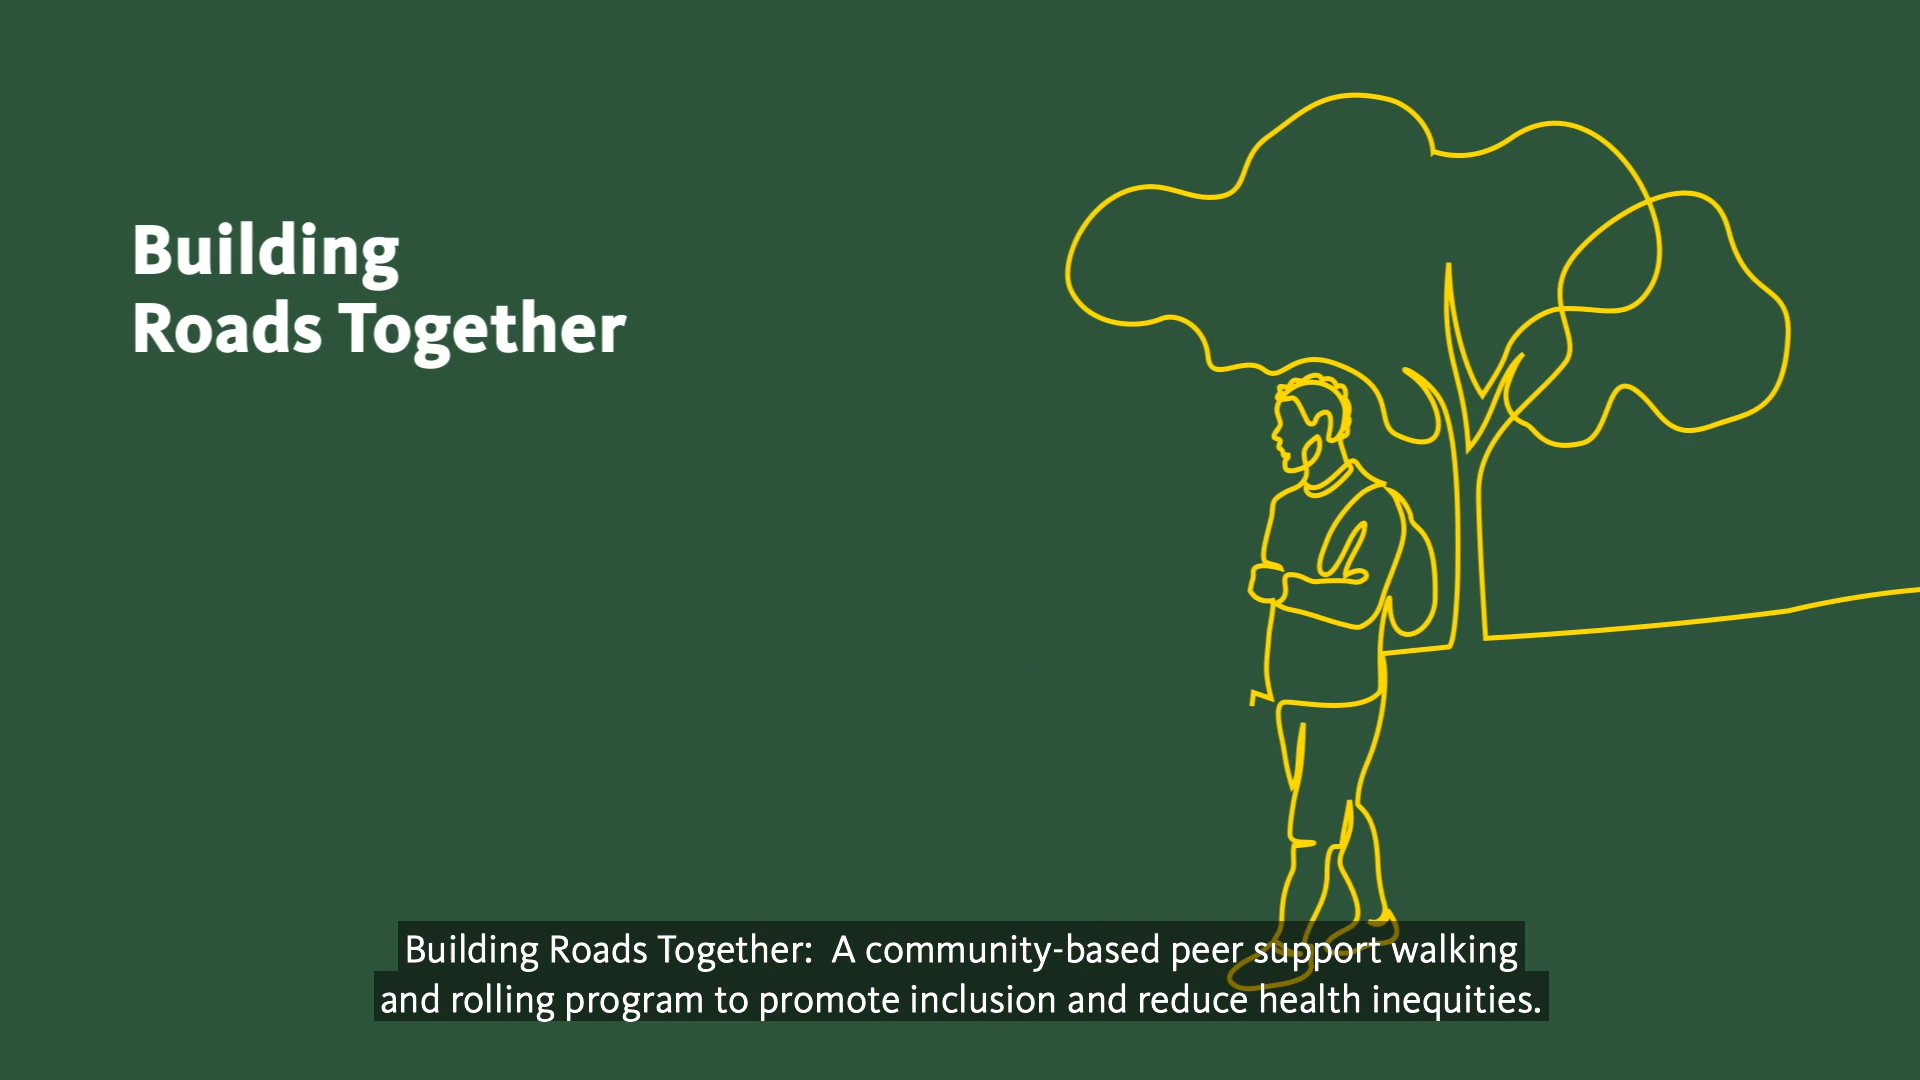 Building
Roads Together
Building Roads Together:  A community-based peer support walking
and rolling program to promote inclusion and reduce health inequities.